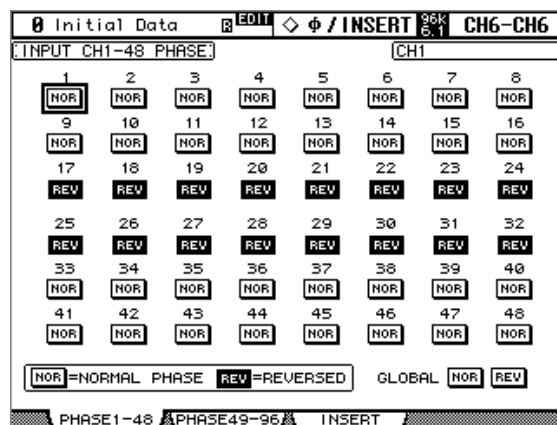 0 Initial Data R EDIT ◇ Φ/INSERT 96k 6.1 CH6-CH6
INPUT CH1-48 PHASE CH1
1 2 3 4 5 6 7 8
NOR NOR NOR NOR NOR NOR NOR NOR
9 10 11 12 13 14 15 16
NOR NOR NOR NOR NOR NOR NOR NOR
17 18 19 20 21 22 23 24
REV REV REV REV REV REV REV REV
25 26 27 28 29 30 31 32
REV REV REV REV REV REV REV REV
33 34 35 36 37 38 39 40
NOR NOR NOR NOR NOR NOR NOR NOR
41 42 43 44 45 46 47 48
NOR NOR NOR NOR NOR NOR NOR NOR
NOR=NORMAL PHASE REV=REVERSED GLOBAL NOR REV
PHASE1-48 PHASE49-96 INSERT